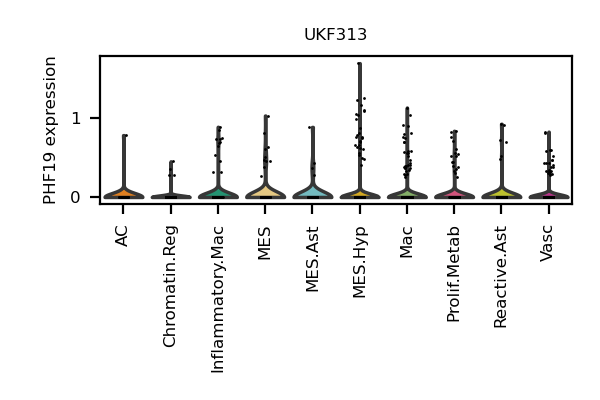 UKF313
PHF19 expression
1
0
AC
Chromatin.Reg
Inflammatory.Mac
MES
MES.Ast
MES.Hyp
Mac
Prolif.Metab
Reactive.Ast
Vasc